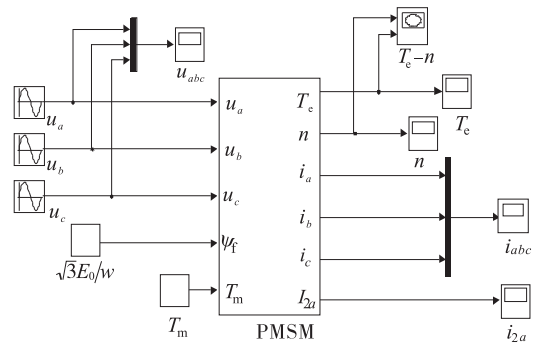 u_abc
T_e-n
u_a
u_b
u_c
√3E_0/w
T_m
u_a
u_b
u_c
ψ_f
T_m
T_e
n
i_a
i_b
i_c
I_2a
PMSM
T_e
n
i_abc
i_2a